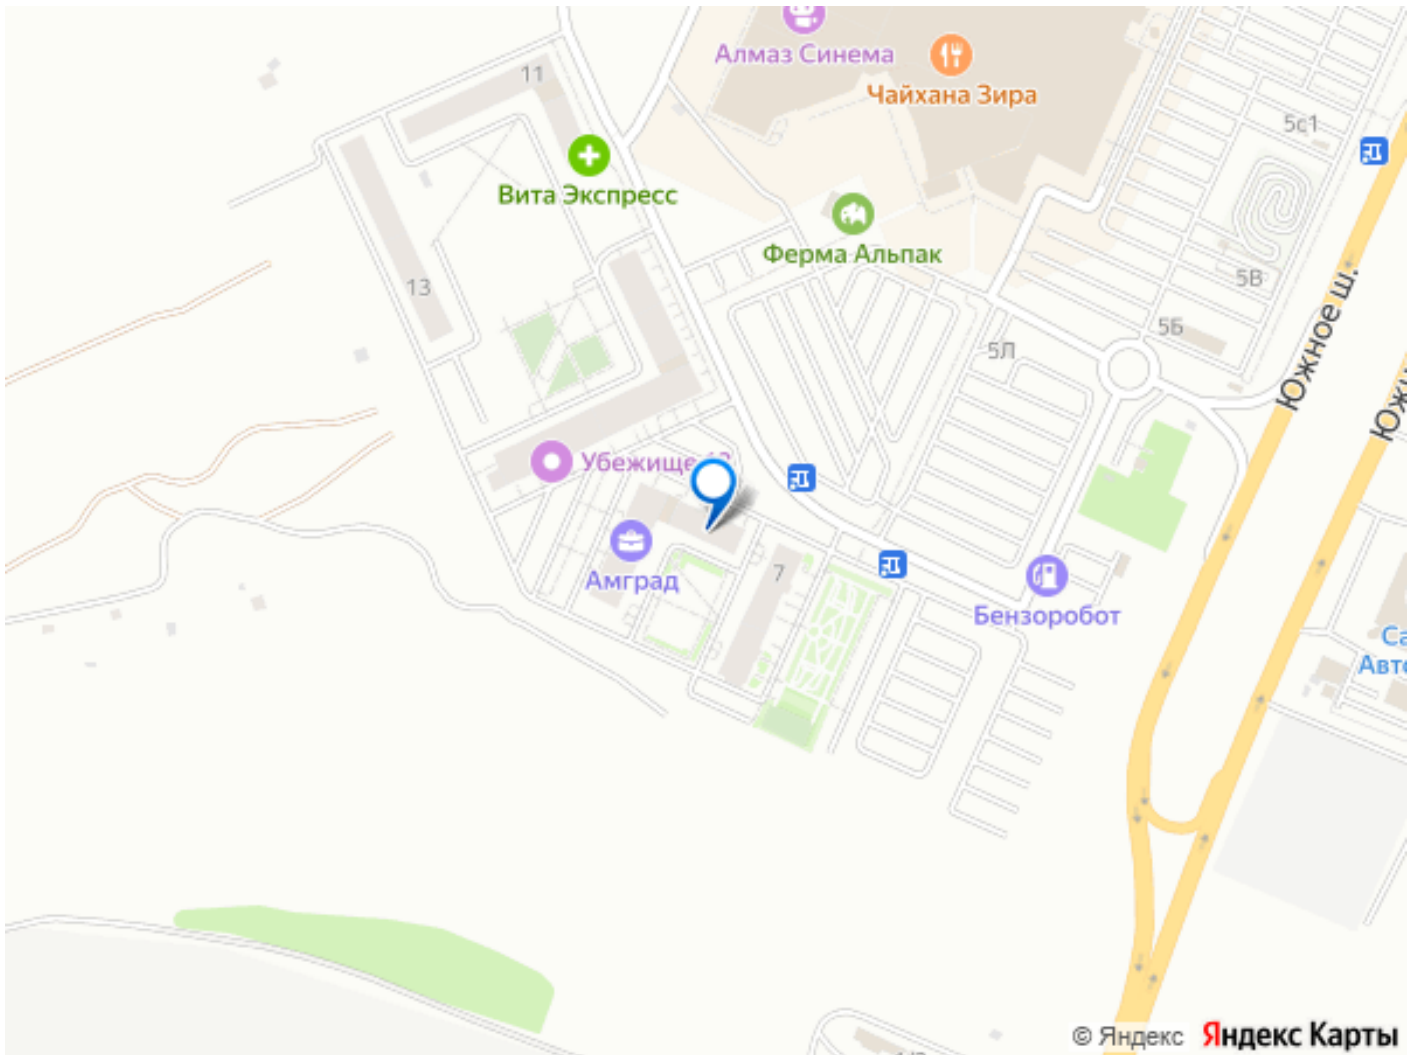 Алмаз Синема
Чайхана Зира
11
5с1
Вита Экспресс
Ферма Альпак
13
5В
5Б
Южное ш.
5Л
Убежище
7
Амград
Бензоробот
© Яндекс Яндекс Карты